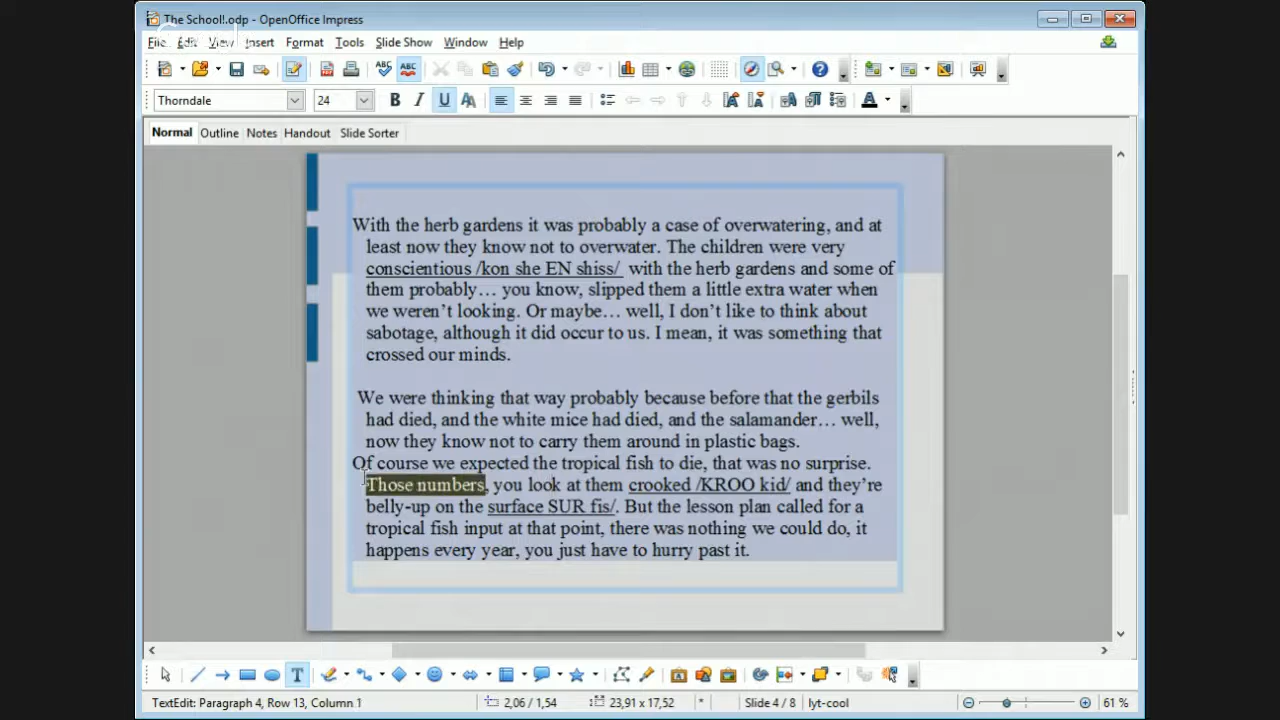 The School!.odp - OpenOffice Impress
File Edit View Insert Format Tools Slide Show Window Help
Thorndale 24
Normal Outline Notes Handout Slide Sorter
With the herb gardens it was probably a case of overwatering, and at
least now they know not to overwater. The children were very
conscientious /kon she EN shiss/ with the herb gardens and some of
them probably… you know, slipped them a little extra water when
we weren't looking. Or maybe… well, I don't like to think about
sabotage, although it did occur to us. I mean, it was something that
crossed our minds.
We were thinking that way probably because before that the gerbils
had died, and the white mice had died, and the salamander… well,
now they know not to carry them around in plastic bags.
Of course we expected the tropical fish to die, that was no surprise.
Those numbers, you look at them crooked /KROO kid/ and they're
belly-up on the surface SUR fis/. But the lesson plan called for a
tropical fish input at that point, there was nothing we could do, it
happens every year, you just have to hurry past it.
TextEdit: Paragraph 4, Row 13, Column 1 2,06 / 1,54 23,91 x 17,52 * Slide 4 / 8 lyt-cool 61 %